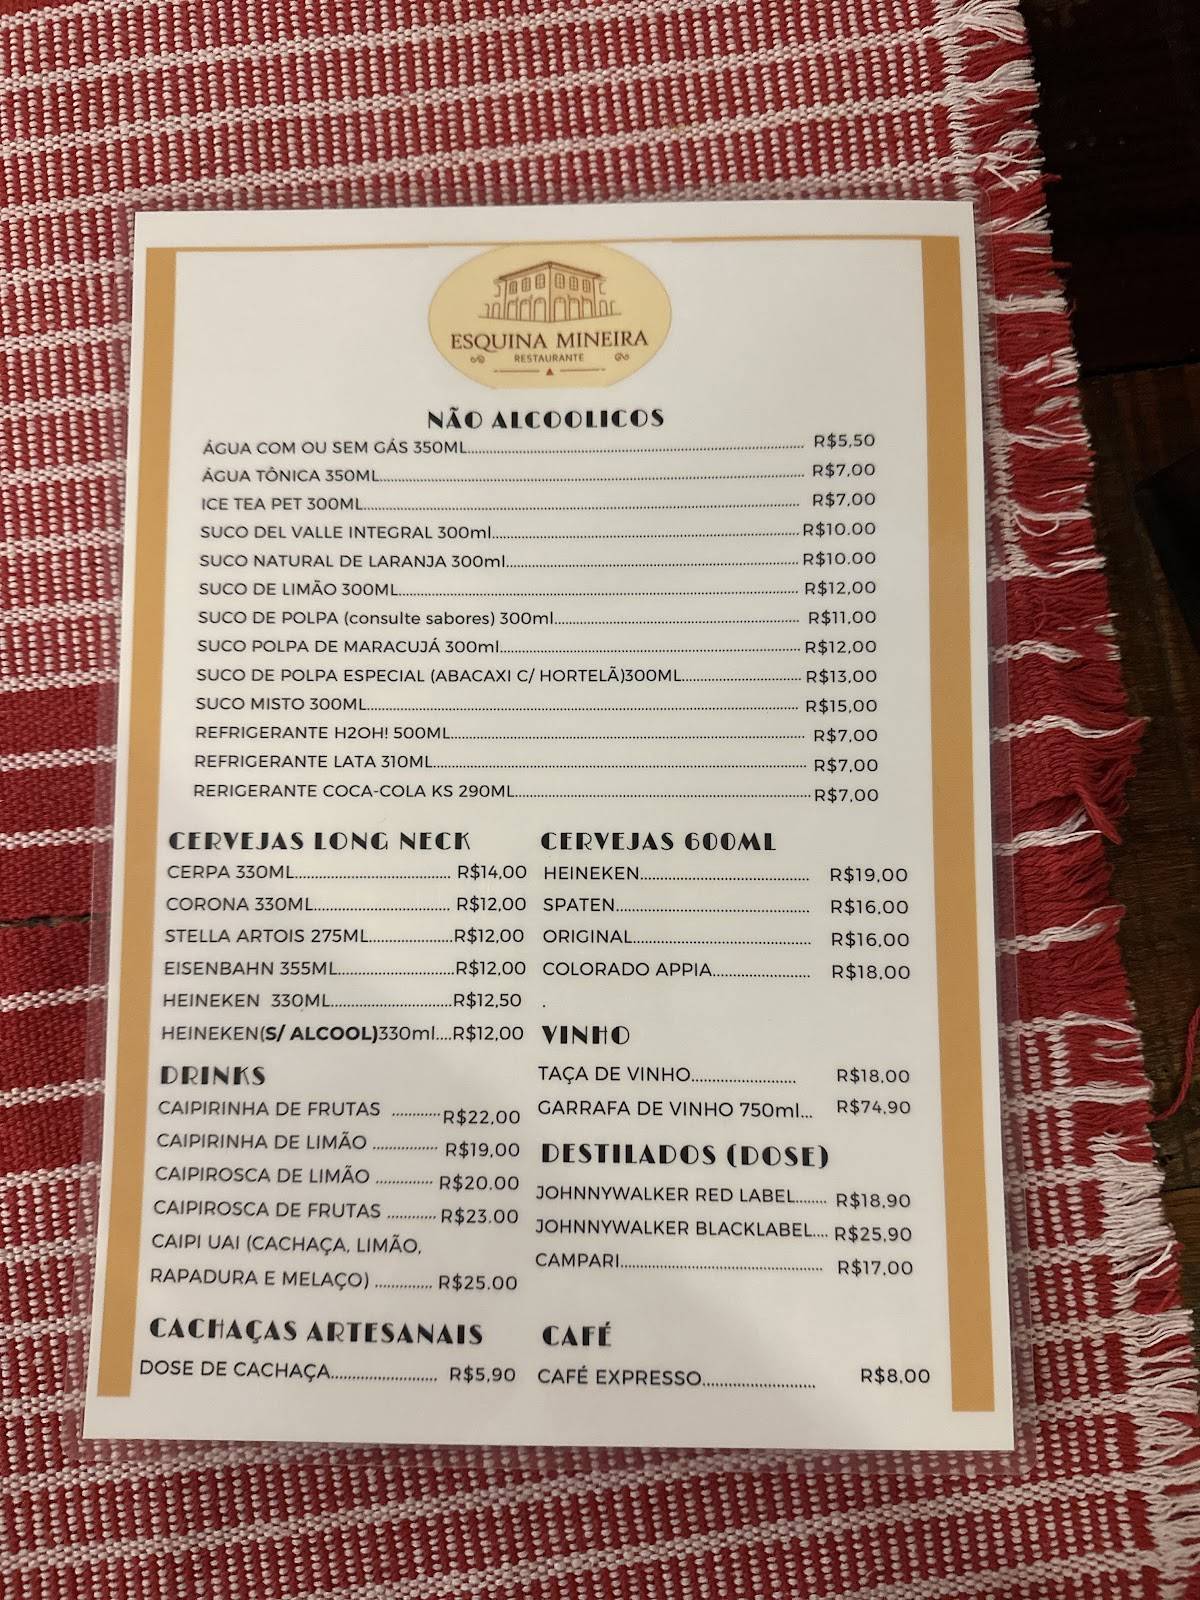 ESQUINA MINEIRA
RESTAURANTE
NÃO ALCOOLICOS
ÁGUA COM OU SEM GÁS 350ML R$5,50
ÁGUA TÔNICA 350ML R$7,00
ICE TEA PET 300ML R$7,00
SUCO DEL VALLE INTEGRAL 300ml R$10.00
SUCO NATURAL DE LARANJA 300ml R$10.00
SUCO DE LIMÃO 300ML R$12,00
SUCO DE POLPA (consulte sabores) 300ml R$11,00
SUCO POLPA DE MARACUJÁ 300ml R$12,00
SUCO DE POLPA ESPECIAL (ABACAXI C/ HORTELÃ)300ML R$13,00
SUCO MISTO 300ML R$15,00
REFRIGERANTE H2OH! 500ML R$7,00
REFRIGERANTE LATA 310ML R$7,00
RERIGERANTE COCA-COLA KS 290ML R$7,00
CERVEJAS LONG NECK
CERPA 330ML R$14,00
CORONA 330ML R$12,00
STELLA ARTOIS 275ML R$12,00
EISENBAHN 355ML R$12,00
HEINEKEN 330ML R$12,50
HEINEKEN(S/ ALCOOL)330ml R$12,00
DRINKS
CAIPIRINHA DE FRUTAS R$22,00
CAIPIRINHA DE LIMÃO R$19,00
CAIPIROSCA DE LIMÃO R$20.00
CAIPIROSCA DE FRUTAS R$23.00
CAIPI UAI (CACHAÇA, LIMÃO,
RAPADURA E MELAÇO) R$25.00
CACHAÇAS ARTESANAIS
DOSE DE CACHAÇA R$5,90
CERVEJAS 600ML
HEINEKEN R$19,00
SPATEN R$16,00
ORIGINAL R$16,00
COLORADO APPIA R$18,00
.
VINHO
TAÇA DE VINHO R$18,00
GARRAFA DE VINHO 750ml... R$74,90
DESTILADOS (DOSE)
JOHNNYWALKER RED LABEL R$18,90
JOHNNYWALKER BLACKLABEL R$25,90
CAMPARI R$17,00
CAFÉ
CAFÉ EXPRESSO R$8,00